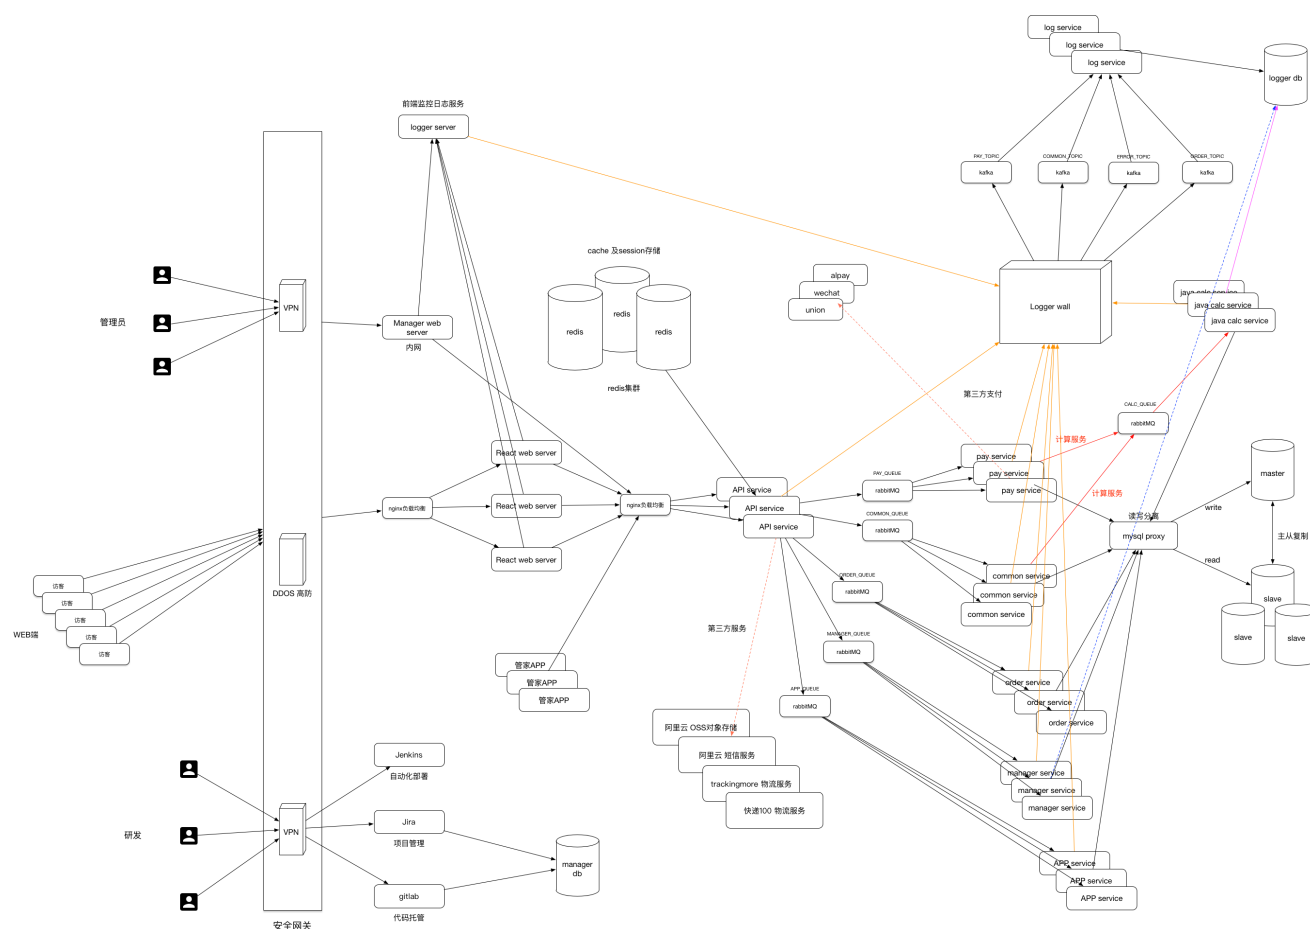 log service
log service
log service
logger db
前端监控日志服务
logger server
PAY_TOPIC
COMMON_TOPIC
ERROR_TOPIC
ORDER_TOPIC
kafka
kafka
kafka
kafka
cache 及session存储
redis
redis
redis
redis集群
alpay
wechat
union
Logger wall
java calc service
java calc service
java calc service
VPN
管理员
Manager web
server
内网
第三方支付
CALC_QUEUE
rabbitMQ
计算服务
计算服务
React web server
React web server
React web server
nginx负载均衡
nginx负载均衡
API service
API service
API service
PAY_QUEUE
rabbitMQ
COMMON_QUEUE
rabbitMQ
ORDER_QUEUE
rabbitMQ
MANAGER_QUEUE
rabbitMQ
APP_QUEUE
rabbitMQ
pay service
pay service
pay service
common service
common service
common service
读写分离
mysql proxy
write
read
master
主从复制
slave
slave
slave
DDOS 高防
WEB端
访客
访客
访客
访客
访客
第三方服务
管家APP
管家APP
管家APP
order service
order service
order service
阿里云 OSS对象存储
阿里云 短信服务
trackingmore 物流服务
快递100 物流服务
manager service
manager service
manager service
APP service
APP service
APP service
研发
VPN
Jenkins
自动化部署
Jira
项目管理
gitlab
代码托管
manager
db
安全网关